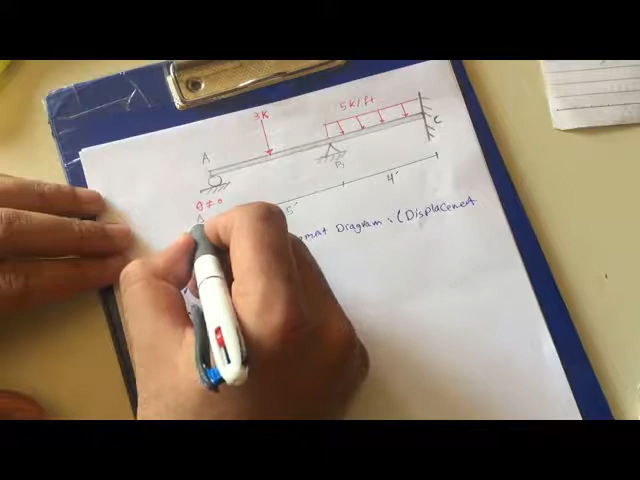 3K
5K/ft
A
B
C
θ≠0
A
5'
4'
Diagram : (Displacement